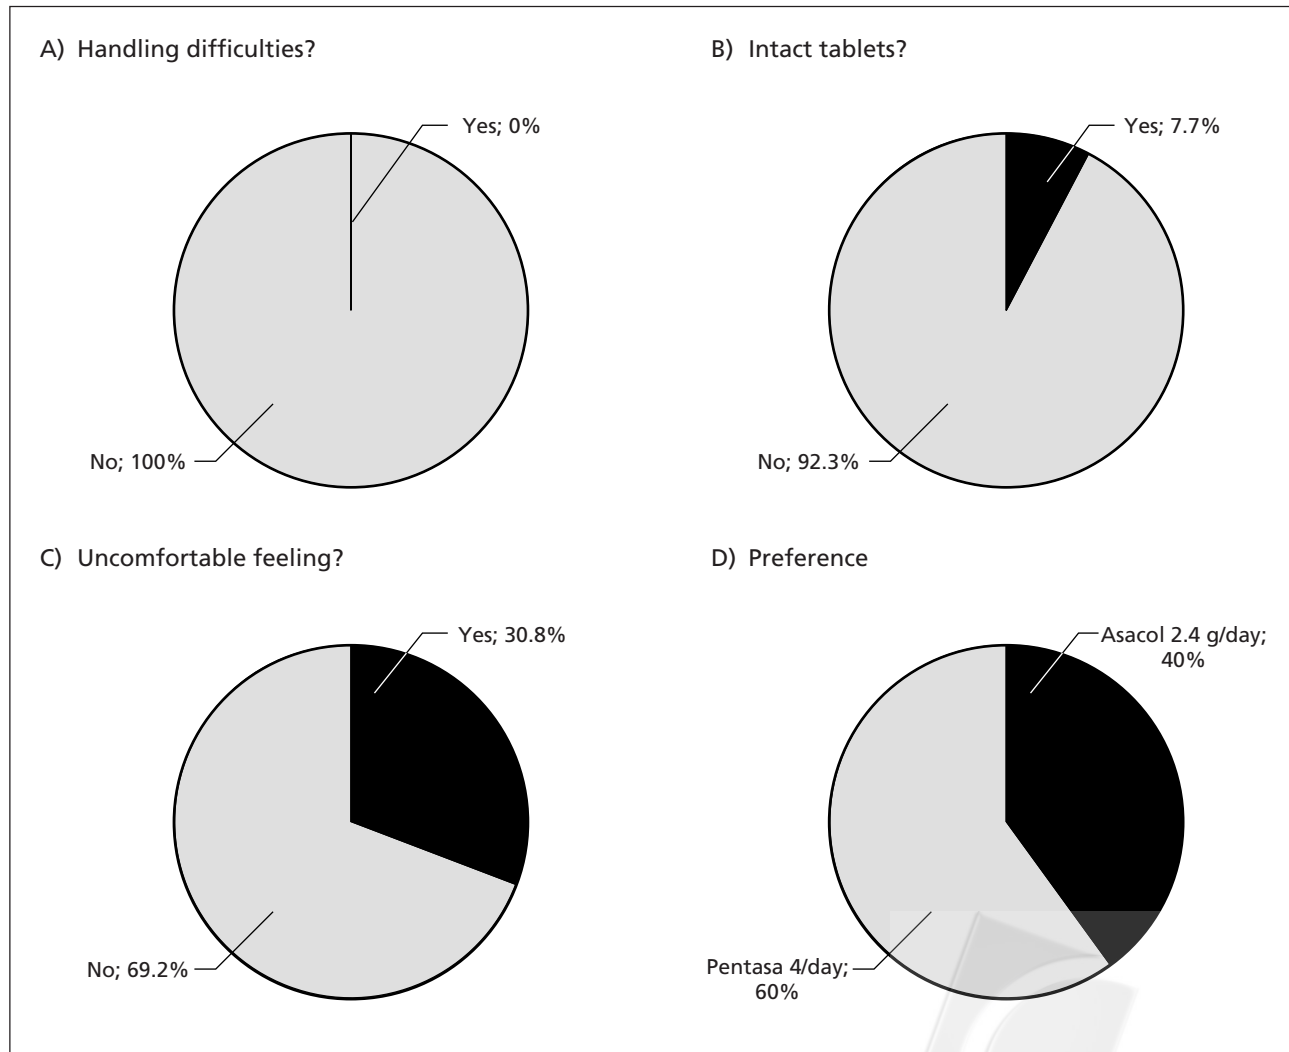 A) Handling difficulties?
Yes; 0%
No; 100%
B) Intact tablets?
Yes; 7.7%
No; 92.3%
C) Uncomfortable feeling?
Yes; 30.8%
No; 69.2%
D) Preference
Asacol 2.4 g/day;
40%
Pentasa 4/day;
60%